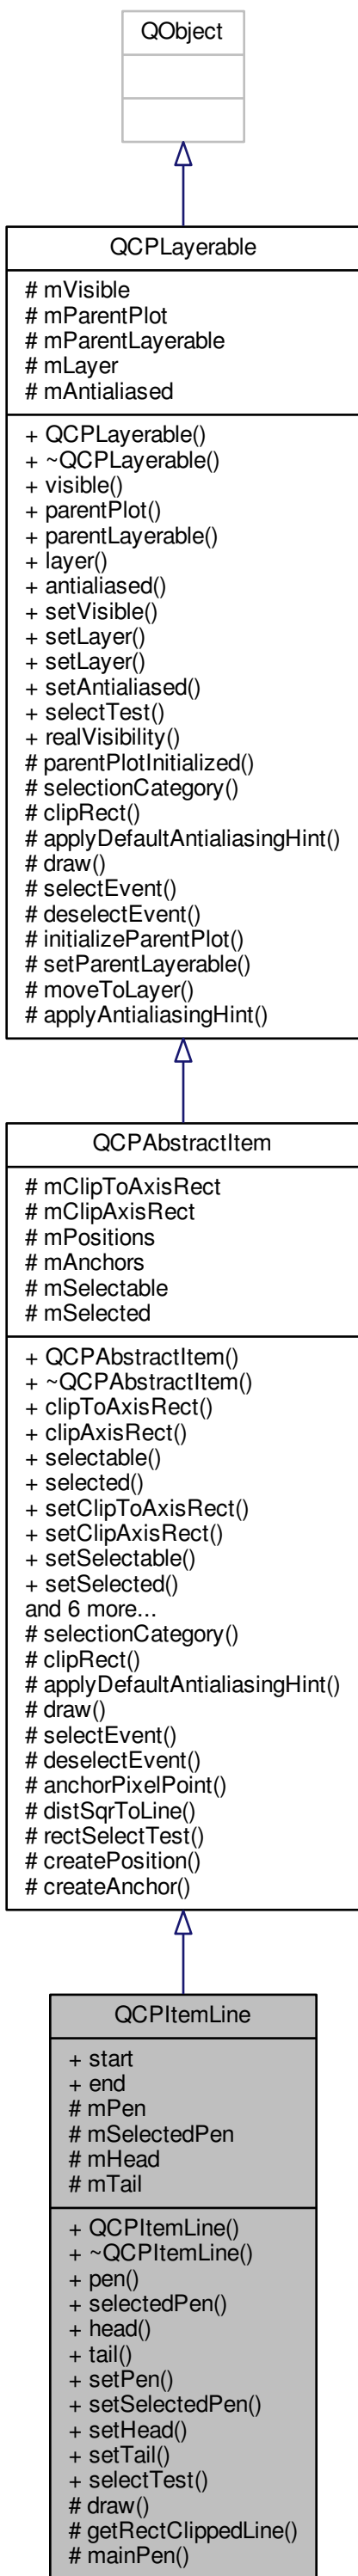 QObject
QCPLayerable
# mVisible
# mParentPlot
# mParentLayerable
# mLayer
# mAntialiased
+ QCPLayerable()
+ ~QCPLayerable()
+ visible()
+ parentPlot()
+ parentLayerable()
+ layer()
+ antialiased()
+ setVisible()
+ setLayer()
+ setLayer()
+ setAntialiased()
+ selectTest()
+ realVisibility()
# parentPlotInitialized()
# selectionCategory()
# clipRect()
# applyDefaultAntialiasingHint()
# draw()
# selectEvent()
# deselectEvent()
# initializeParentPlot()
# setParentLayerable()
# moveToLayer()
# applyAntialiasingHint()
QCPAbstractItem
# mClipToAxisRect
# mClipAxisRect
# mPositions
# mAnchors
# mSelectable
# mSelected
+ QCPAbstractItem()
+ ~QCPAbstractItem()
+ clipToAxisRect()
+ clipAxisRect()
+ selectable()
+ selected()
+ setClipToAxisRect()
+ setClipAxisRect()
+ setSelectable()
+ setSelected()
and 6 more...
# selectionCategory()
# clipRect()
# applyDefaultAntialiasingHint()
# draw()
# selectEvent()
# deselectEvent()
# anchorPixelPoint()
# distSqrToLine()
# rectSelectTest()
# createPosition()
# createAnchor()
QCPItemLine
+ start
+ end
# mPen
# mSelectedPen
# mHead
# mTail
+ QCPItemLine()
+ ~QCPItemLine()
+ pen()
+ selectedPen()
+ head()
+ tail()
+ setPen()
+ setSelectedPen()
+ setHead()
+ setTail()
+ selectTest()
# draw()
# getRectClippedLine()
# mainPen()